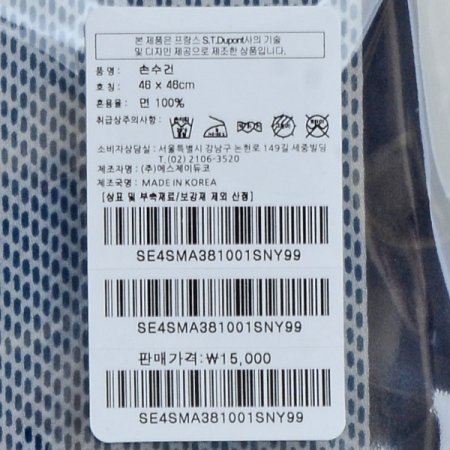 본 제품은 프랑스 S.T.Dupont사의 기술
및 디자인 제공으로 제조한 상품입니다.
품 명 : 손수건
호 칭 : 46 x 46cm
혼용율 : 면 100%
취급상주의사항 :
소비자상담실 : 서울특별시 강남구 논현로 149길 세중빌딩
T.(02) 2106-3520
제조자명 : (주)에스제이듀코
제조국명 : MADE IN KOREA
[상표 및 부속재료/보강재 제외 산정]
SE4SMA381001SNY99
SE4SMA381001SNY99
판매가격:₩15,000
SE4SMA381001SNY99